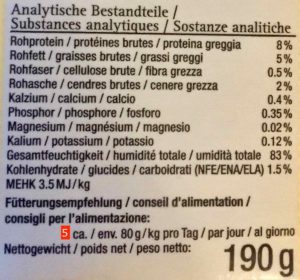 Analytische Bestandteile /
Substances analytiques / Sostanze analitiche
Rohprotein / protéines brutes / proteina greggia 8%
Rohfett / graisses brutes / grassi greggi 5%
Rohfaser / cellulose brute / fibra grezza 0.5%
Rohasche / cendres brutes / cenere grezza 2%
Kalzium / calcium / calcio 0.4%
Phosphor / phosphore / fosforo 0.35%
Magnesium / magnésium / magnesio 0.02%
Kalium / potassium / potassio 0.12%
Gesamtfeuchtigkeit / humidité totale / umidità totale 83%
Kohlenhydrate / glucides / carboidrati (NFE/ENA/ELA) 1.5%
MEHK 3.5 MJ/kg
Fütterungsempfehlung / conseil d'alimentation /
consigli per l'alimentazione:
5 ca. / env. 80 g/kg pro Tag / par jour / al giorno
Nettogewicht / poids net / peso netto: 190 g